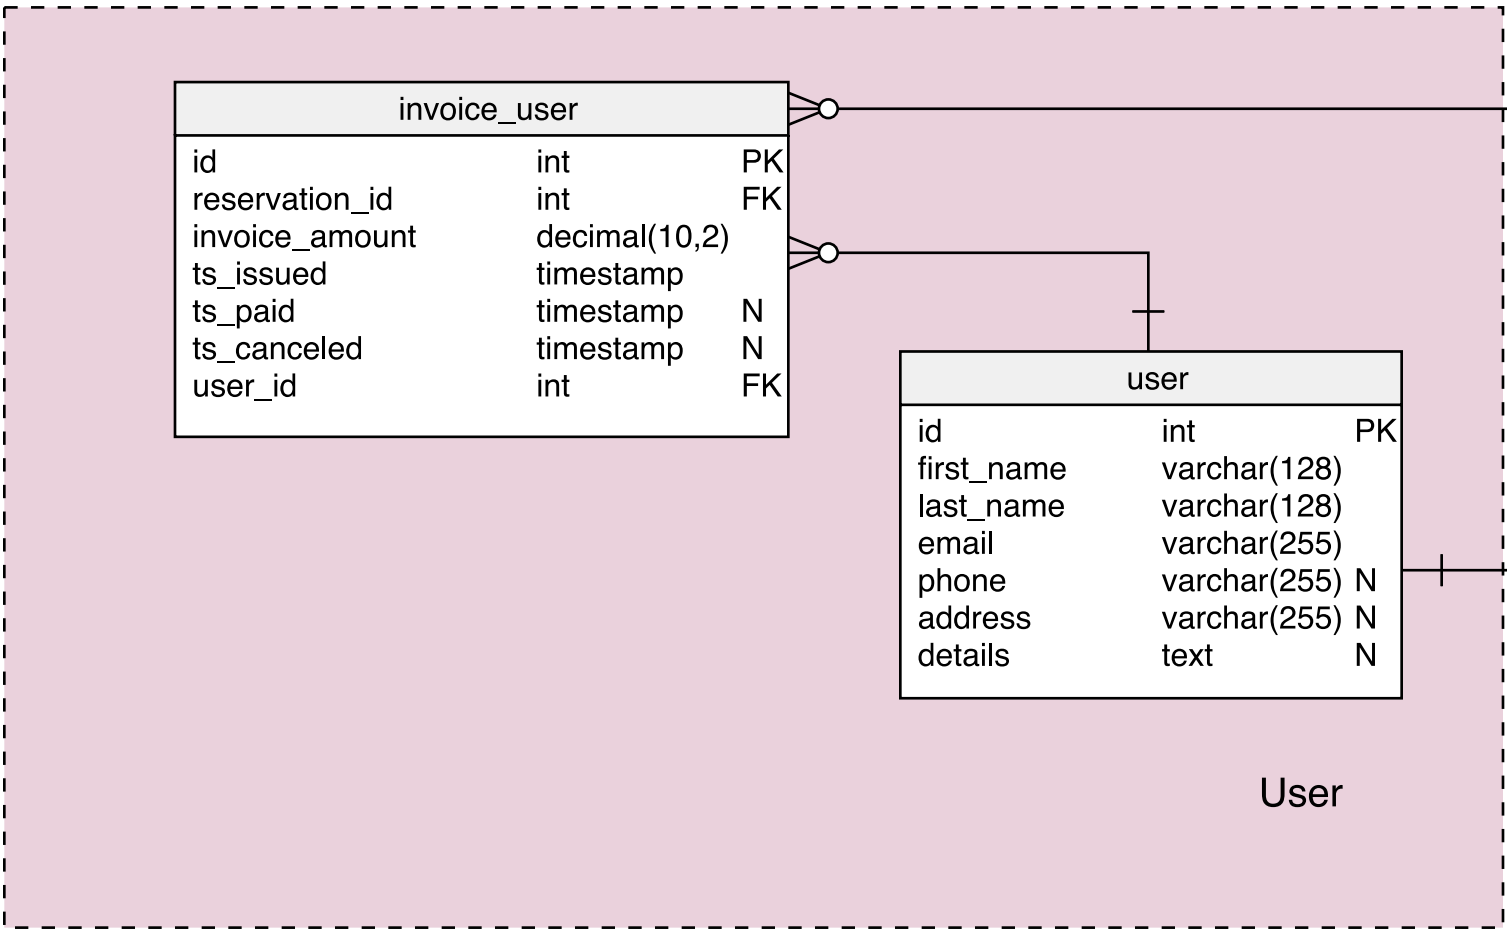 invoice_user
id int PK
reservation_id int FK
invoice_amount decimal(10,2)
ts_issued timestamp
ts_paid timestamp N
ts_canceled timestamp N
user_id int FK
user
id int PK
first_name varchar(128)
last_name varchar(128)
email varchar(255)
phone varchar(255) N
address varchar(255) N
details text N
User